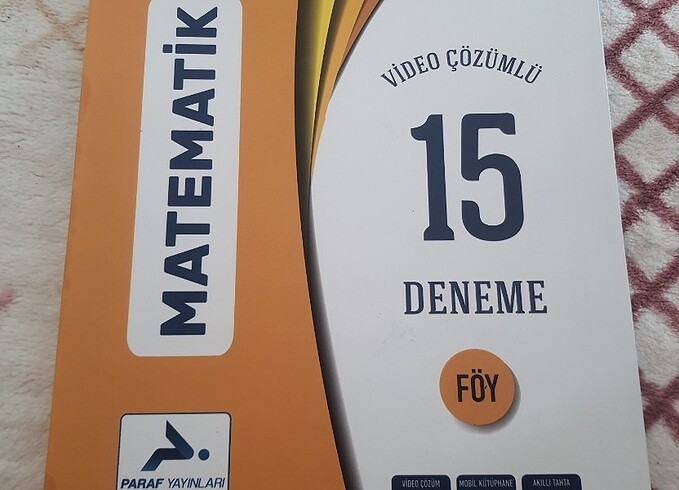 MATEMATİK
VİDEO ÇÖZÜMLÜ
15
DENEME
FÖY
PARAF YAYINLARI
VİDEO ÇÖZÜM
MOBİL KÜTÜPHANE
AKILLI TAHTA